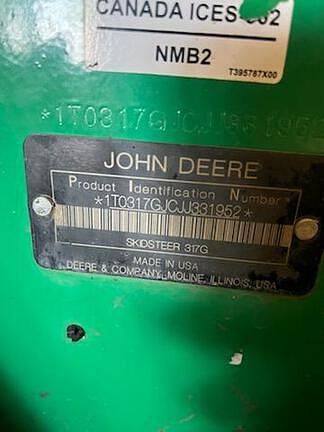 CANADA ICES-002
NMB2
T395787X00
*1T0317GJCJJ331952
JOHN DEERE
Product Identification Number
*1T0317GJCJJ331952*
SKIDSTEER 317G
MADE IN USA
DEERE & COMPANY, MOLINE, ILLINOIS, USA